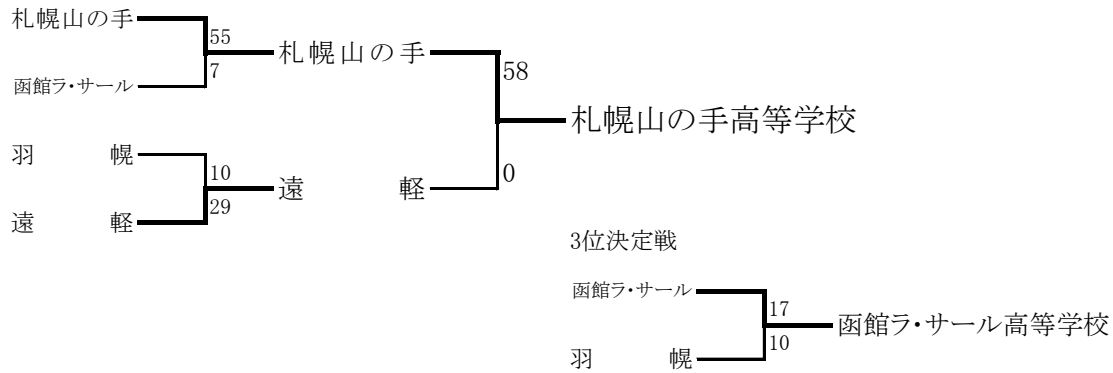 札幌山の手
55
札幌山の手
7
58
函館ラ・サール
札幌山の手高等学校
羽 幌
10
遠 軽
0
29
遠 軽
3位決定戦
函館ラ・サール
17
函館ラ・サール高等学校
10
羽 幌